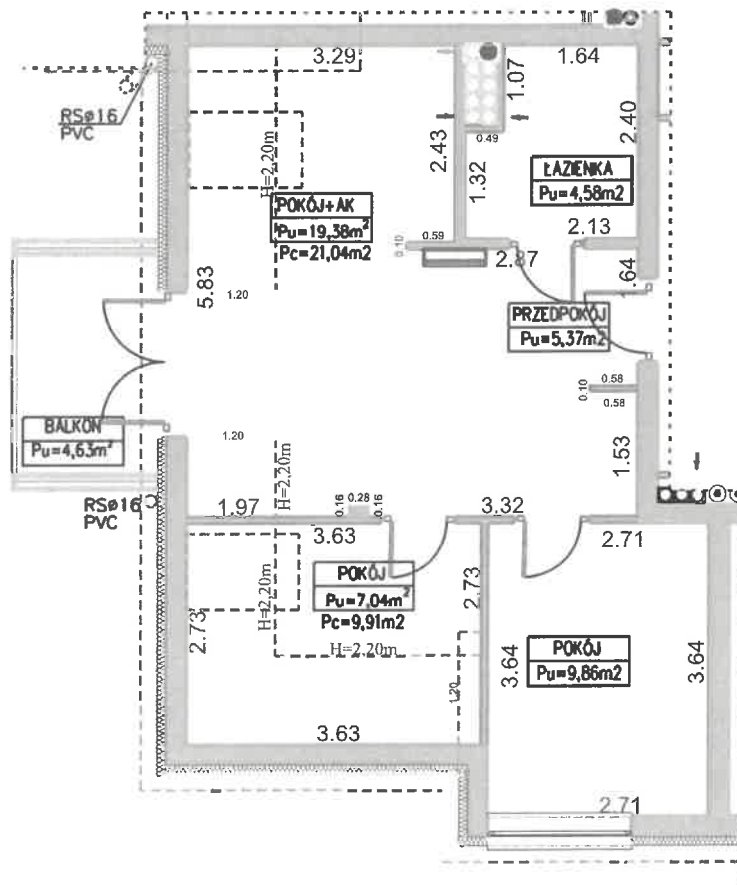 3.29
1.64
RSø16
PVC
1.07
2.40
2.43
0.49
1.32
H=2,20m
ŁAZIENKA
Pu=4,58m2
POKÓJ+AK
Pu=19,38m²
Pc=21,04m2
0.10
0.59
2.87
2.13
1.64
5.83
1.20
PRZEDPOKÓJ
Pu=5,37m2
0.10
0.58
0.58
BALKON
Pu=4,63m²
1.20
1.53
H=2,20m
RSø16
PVC
1.97
0.16
0.28
0.16
3.32
3.63
2.71
POKÓJ
Pu=7,04m²
Pc=9,91m2
H=2,20m
2.73
2.73
H=2,20m
3.64
POKÓJ
Pu=9,86m2
3.64
1.20
3.63
2.71